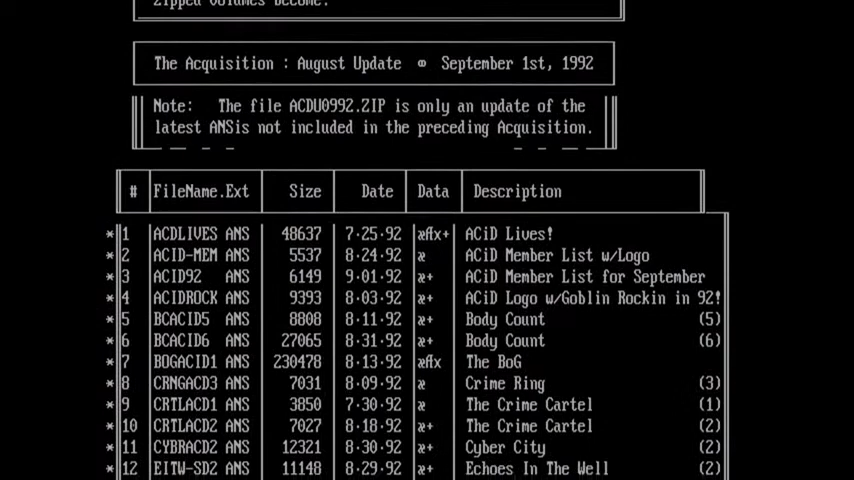 Zipped volumes become.
The Acquisition : August Update ∞ September 1st, 1992
Note: The file ACDU0992.ZIP is only an update of the
latest ANSis not included in the preceding Acquisition.
# FileName.Ext Size Date Data Description
*1 ACDLIVES ANS 48637 7·25·92 æfx+ ACiD Lives!
*2 ACID-MEM ANS 5537 8·24·92 æ ACiD Member List w/Logo
*3 ACID92 ANS 6149 9·01·92 æ+ ACiD Member List for September
*4 ACIDROCK ANS 9393 8·03·92 æ+ ACiD Logo w/Goblin Rockin in 92!
*5 BCACID5 ANS 8808 8·11·92 æ+ Body Count (5)
*6 BCACID6 ANS 27065 8·31·92 æ+ Body Count (6)
*7 BOGACID1 ANS 230478 8·13·92 æfx The BoG
*8 CRNGACD3 ANS 7031 8·09·92 æ Crime Ring (3)
*9 CRTLACD1 ANS 3850 7·30·92 æ The Crime Cartel (1)
*10 CRTLACD2 ANS 7027 8·18·92 æ+ The Crime Cartel (2)
*11 CYBRACD2 ANS 12321 8·30·92 æ+ Cyber City (2)
*12 EITW-SD2 ANS 11148 8·29·92 æ+ Echoes In The Well (2)